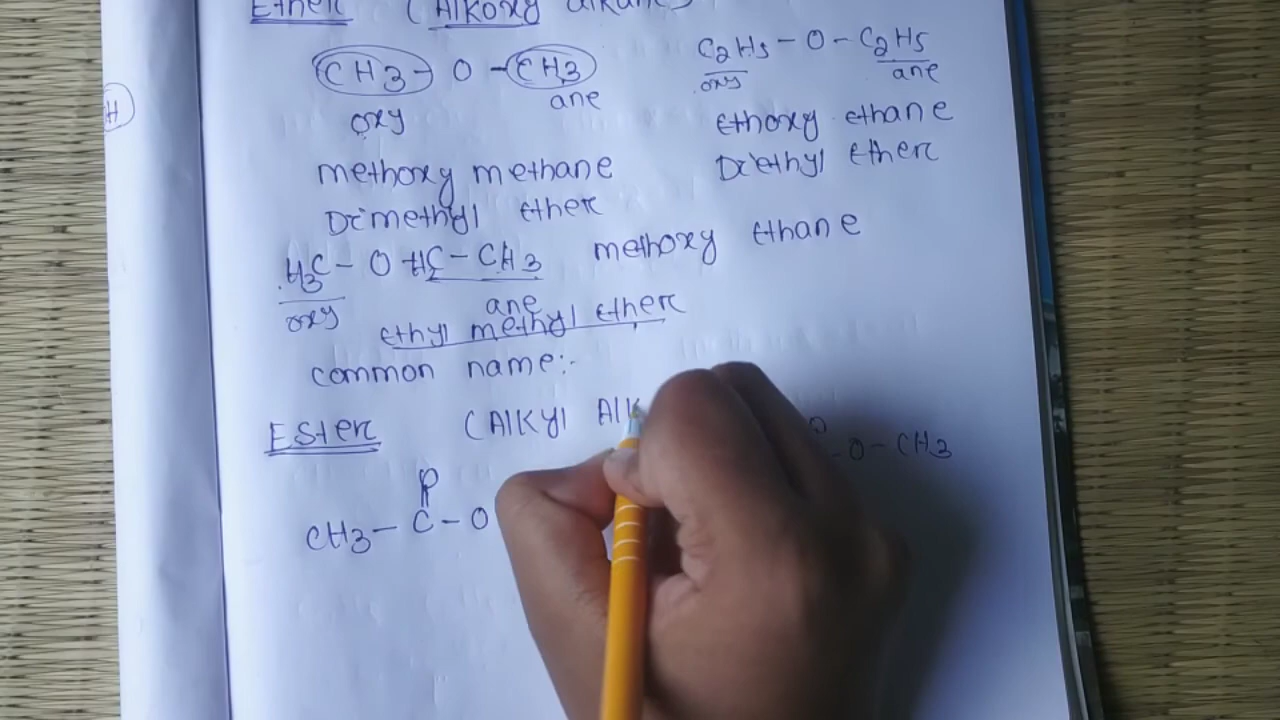 Ether (Alkoxy alkane)
CH3 - O - CH3
ane
oxy
methoxy methane
Dimethyl ether
C2H5 - O - C2H5
oxy ane
Ethoxy ethane
Diethyl ether
H3C - O HC - CH3 methoxy Ethane
oxy ane
ethyl methyl ether
common name:-
Ester (Alkyl Alk
O
-O-CH3
O
CH3 - C - O
H